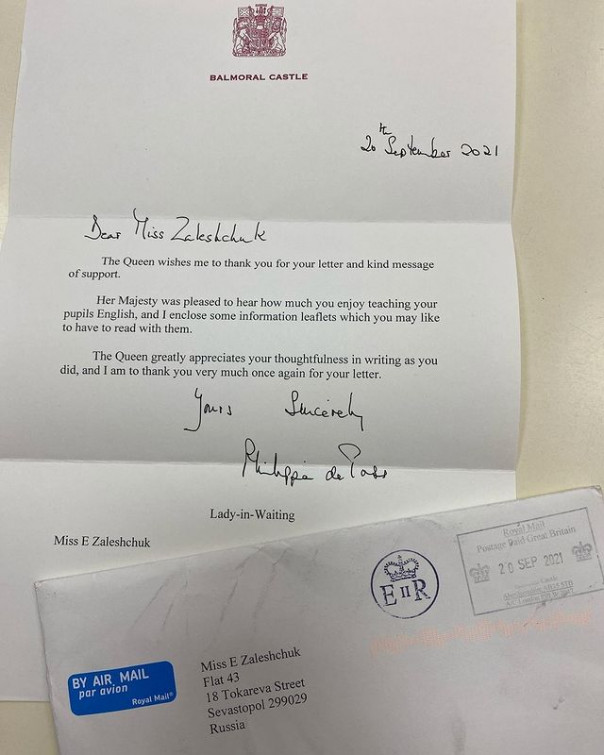 BALMORAL CASTLE
20th September 2021
Dear Miss Zaleshchuk
The Queen wishes me to thank you for your letter and kind message
of support.
Her Majesty was pleased to hear how much you enjoy teaching your
pupils English, and I enclose some information leaflets which you may like
to have to read with them.
The Queen greatly appreciates your thoughtfulness in writing as you
did, and I am to thank you very much once again for your letter.
Yours Sincerely
Philippa de
Lady-in-Waiting
Miss E Zaleshchuk
EIIR
Royal Mail
Postage Paid Great Britain
20 SEP 2021
BY AIR MAIL
par avion
Royal Mail®
Miss E Zaleshchuk
Flat 43
18 Tokareva Street
Sevastopol 299029
Russia